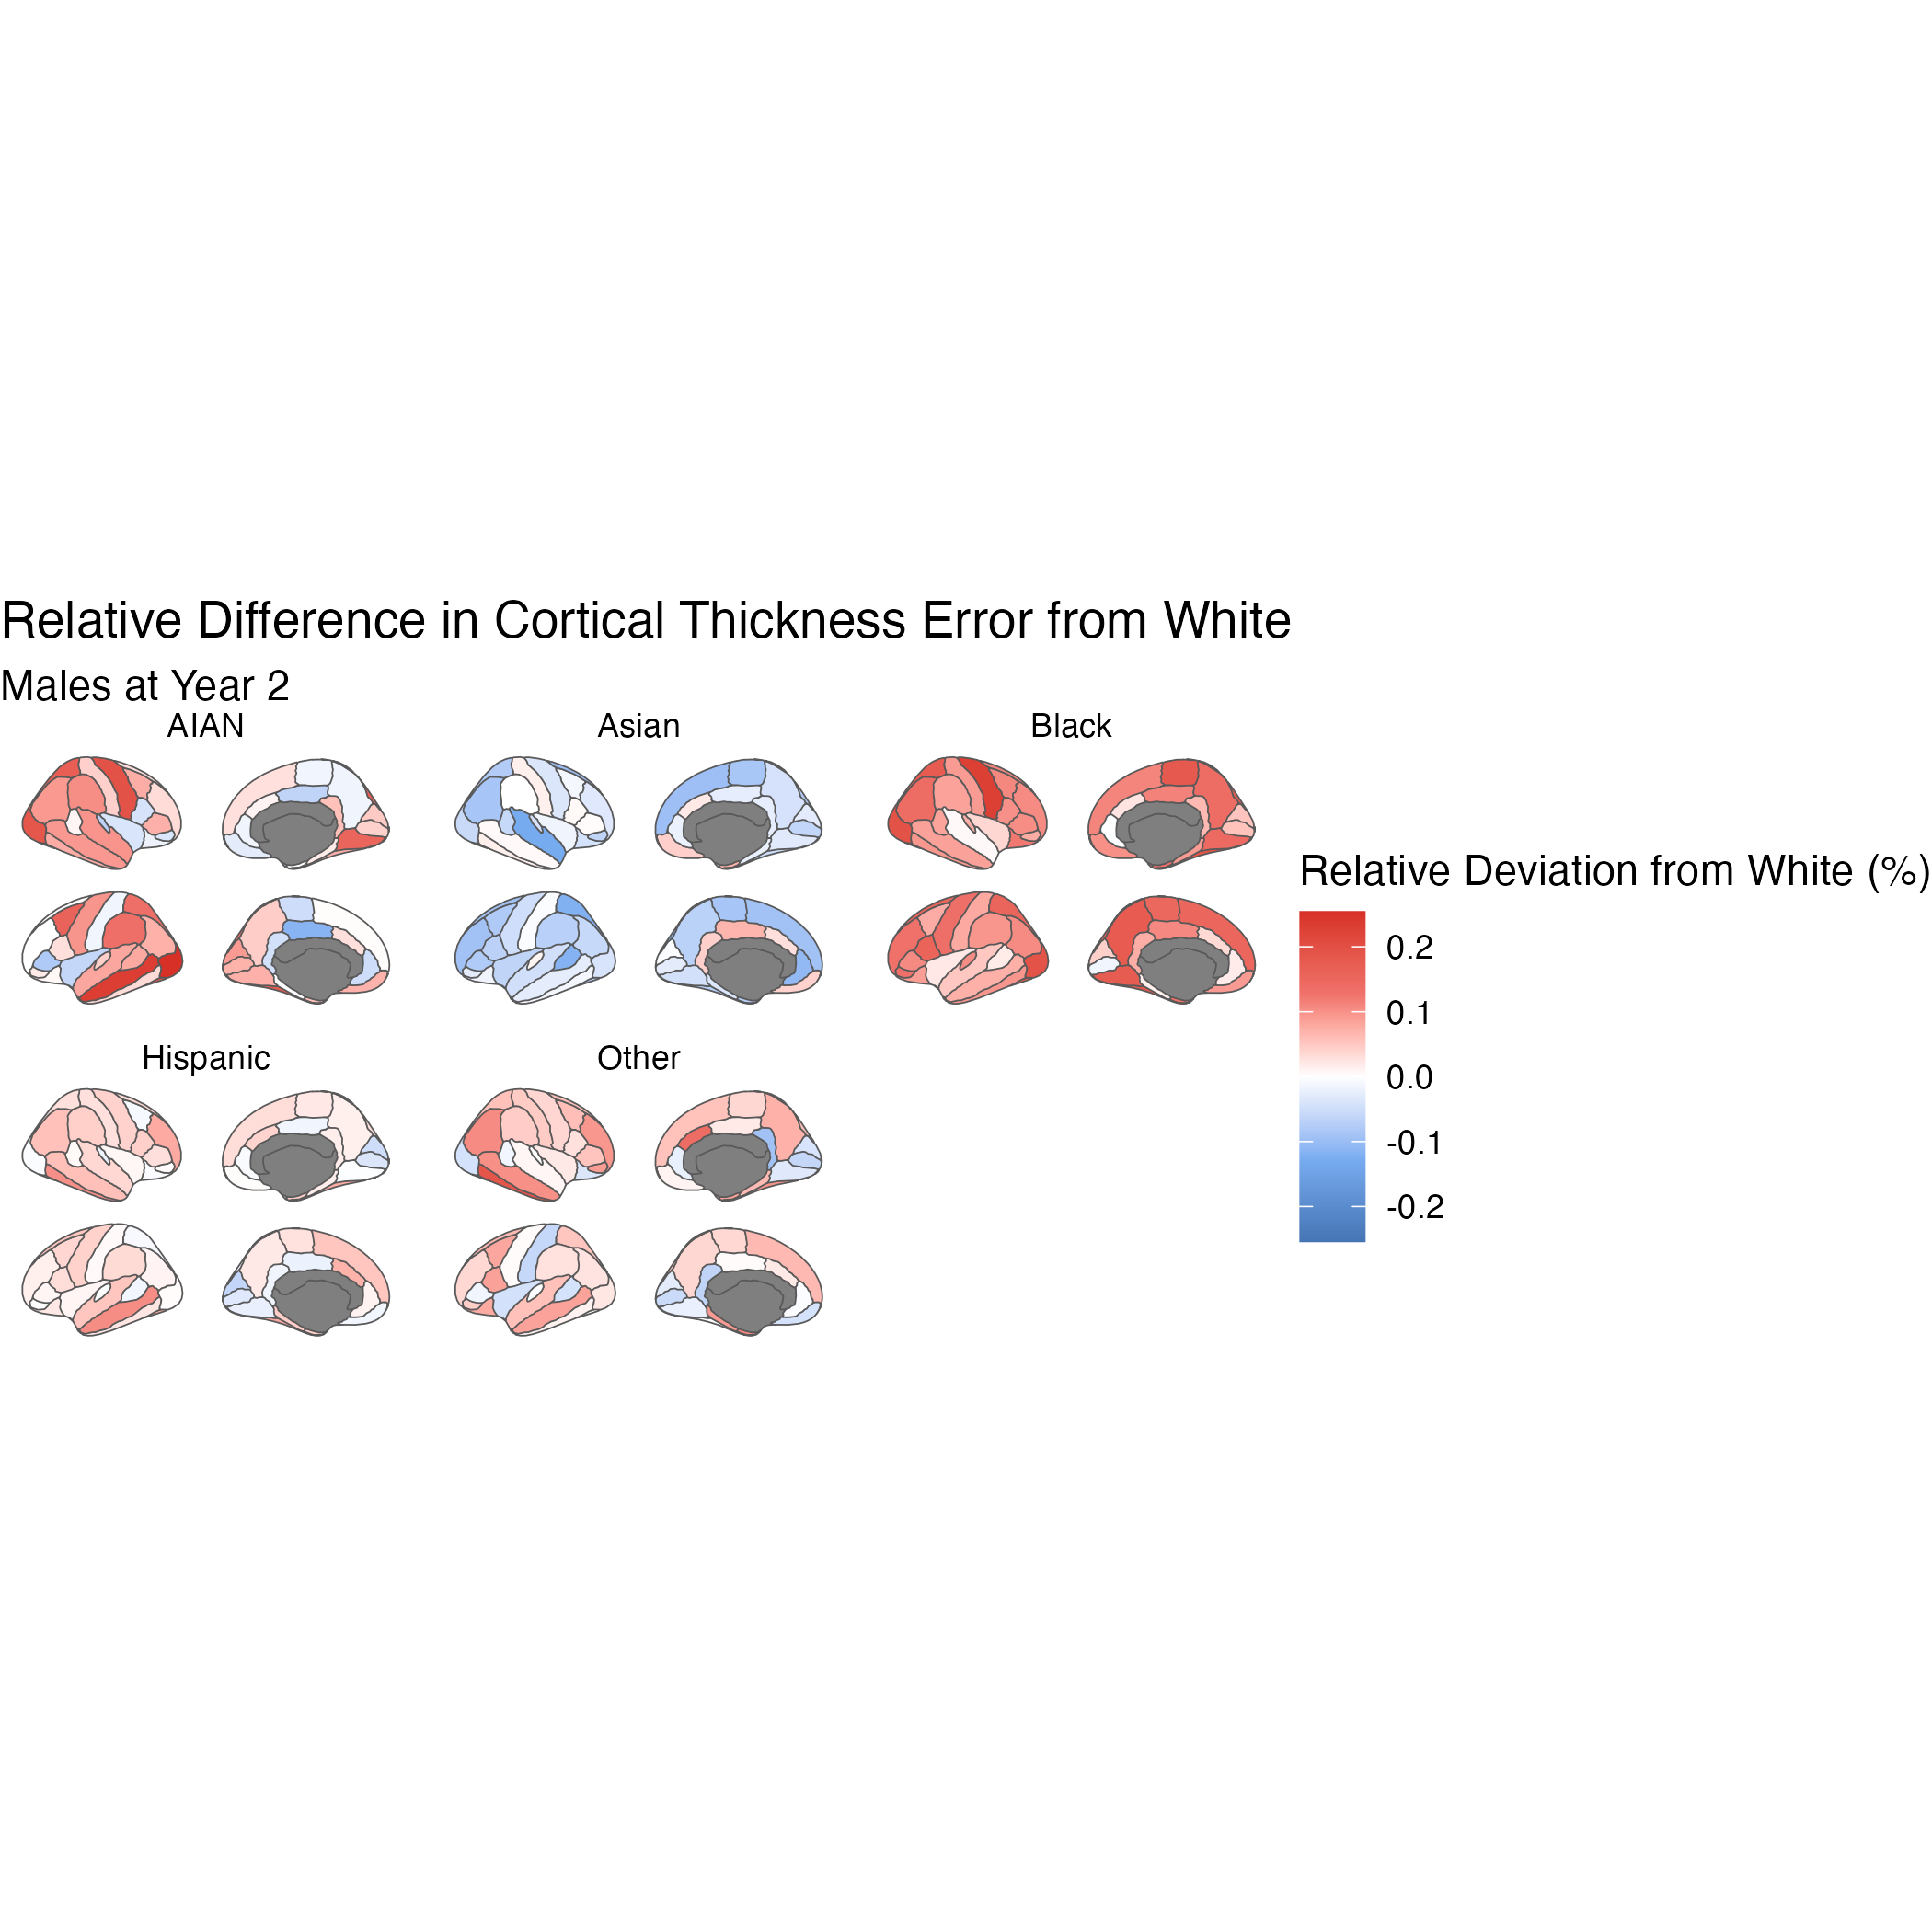 Relative Difference in Cortical Thickness Error from White
Males at Year 2
AIAN
Asian
Black
Hispanic
Other
Relative Deviation from White (%)
0.2
0.1
0.0
-0.1
-0.2